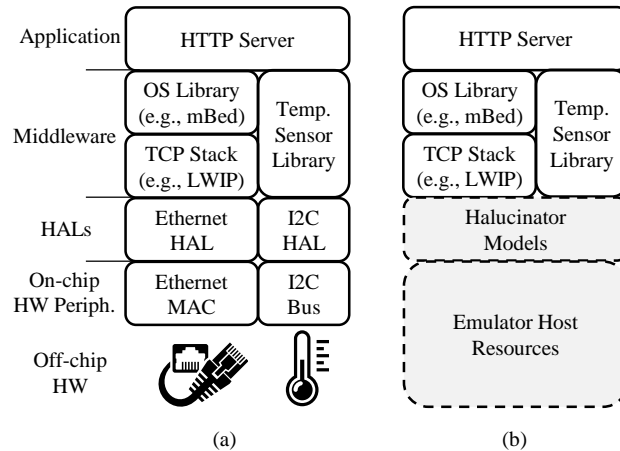 Application
HTTP Server
HTTP Server
Middleware
OS Library
(e.g., mBed)
TCP Stack
(e.g., LWIP)
Temp.
Sensor
Library
OS Library
(e.g., mBed)
TCP Stack
(e.g., LWIP)
Temp.
Sensor
Library
HALs
Ethernet
HAL
I2C
HAL
Halucinator
Models
On-chip
HW Periph.
Ethernet
MAC
I2C
Bus
Emulator Host
Resources
Off-chip
HW
(a)
(b)